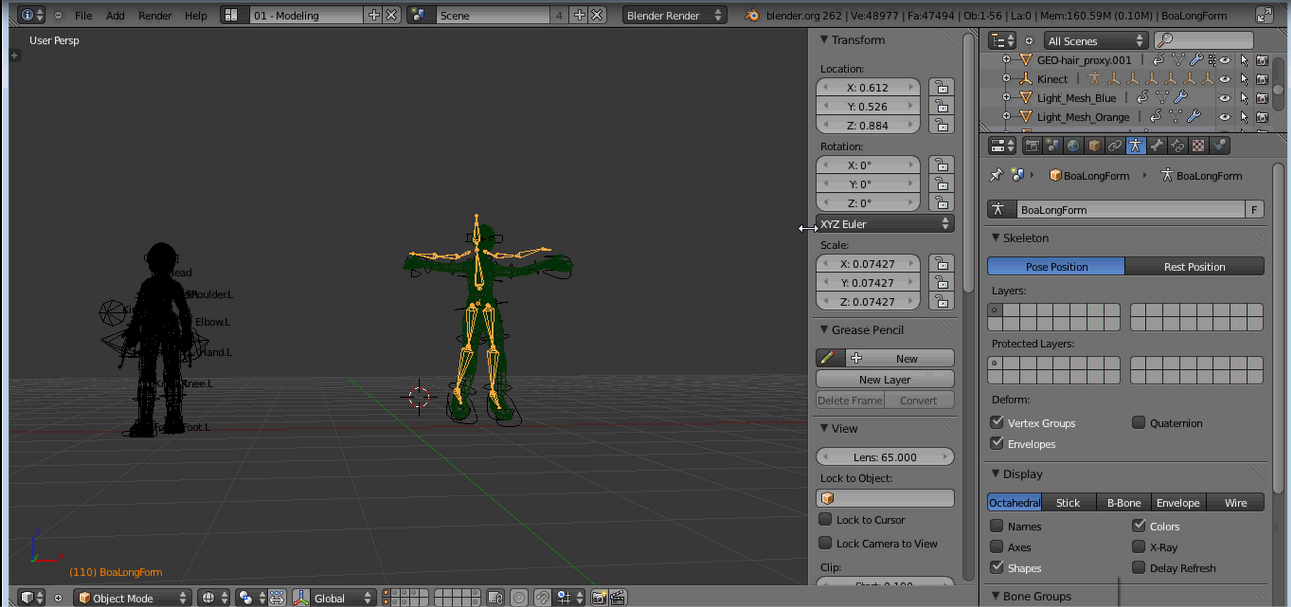 File Add Render Help 01 - Modeling Scene 4 Blender Render blender.org 262 | Ve:48977 | Fa:47494 | Ob:1-56 | La:0 | Mem:160.59M (0.10M) | BoaLongForm
User Persp
Shoulder.L
Elbow.L
Hand.L
Knee.L
Foot.L
(110) BoaLongForm
Object Mode Global
Transform
Location:
X: 0.612
Y: 0.526
Z: 0.884
Rotation:
X: 0°
Y: 0°
Z: 0°
XYZ Euler
Scale:
X: 0.07427
Y: 0.07427
Z: 0.07427
Grease Pencil
New
New Layer
Delete Frame Convert
View
Lens: 65.000
Lock to Object:
Lock to Cursor
Lock Camera to View
Clip:
Start: 0.100
All Scenes
GEO-hair_proxy.001
Kinect
Light_Mesh_Blue
Light_Mesh_Orange
BoaLongForm BoaLongForm
BoaLongForm F
Skeleton
Pose Position Rest Position
Layers:
Protected Layers:
Deform:
Vertex Groups Quaternion
Envelopes
Display
Octahedral Stick B-Bone Envelope Wire
Names Colors
Axes X-Ray
Shapes Delay Refresh
Bone Groups